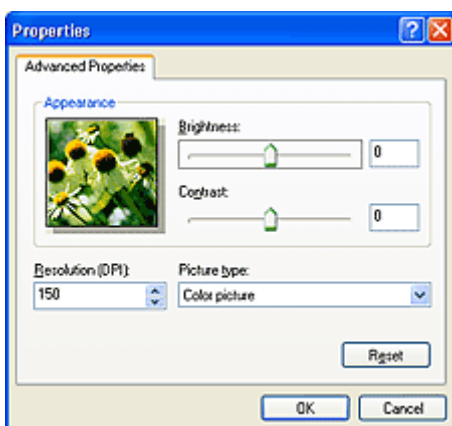 Properties
Advanced Properties
Appearance
Brightness:
0
Contrast:
0
Resolution (DPI):
Picture type:
150
Color picture
Reset
OK
Cancel